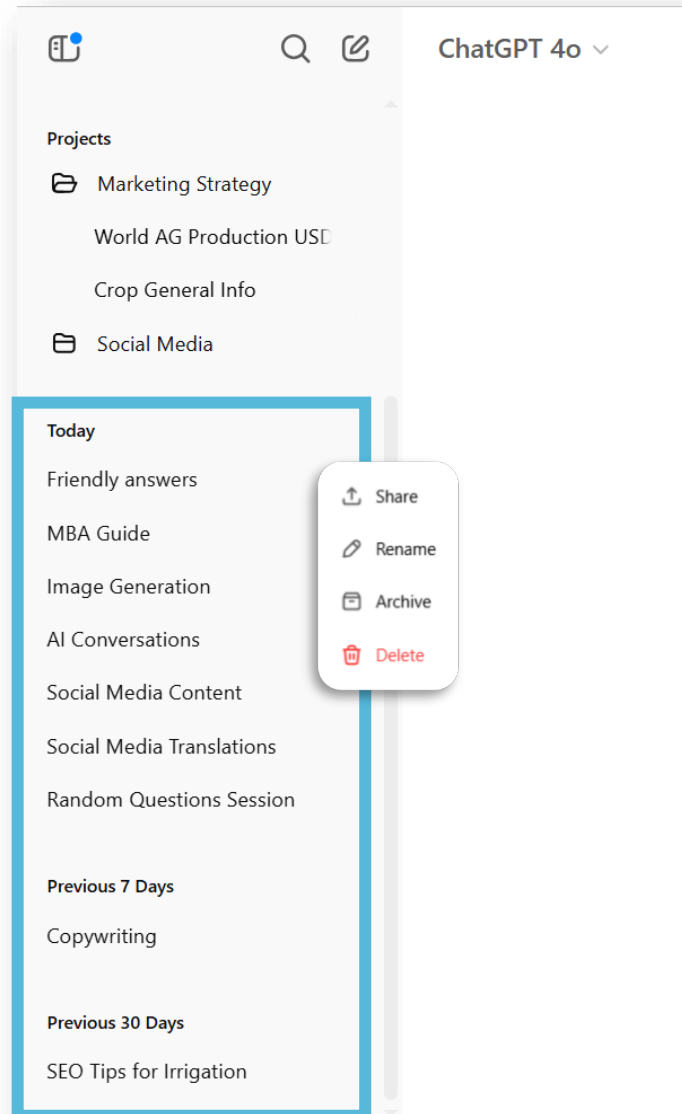 ChatGPT 4o
Projects
Marketing Strategy
World AG Production USD
Crop General Info
Social Media
Today
Friendly answers
MBA Guide
Image Generation
AI Conversations
Social Media Content
Social Media Translations
Random Questions Session
Share
Rename
Archive
Delete
Previous 7 Days
Copywriting
Previous 30 Days
SEO Tips for Irrigation